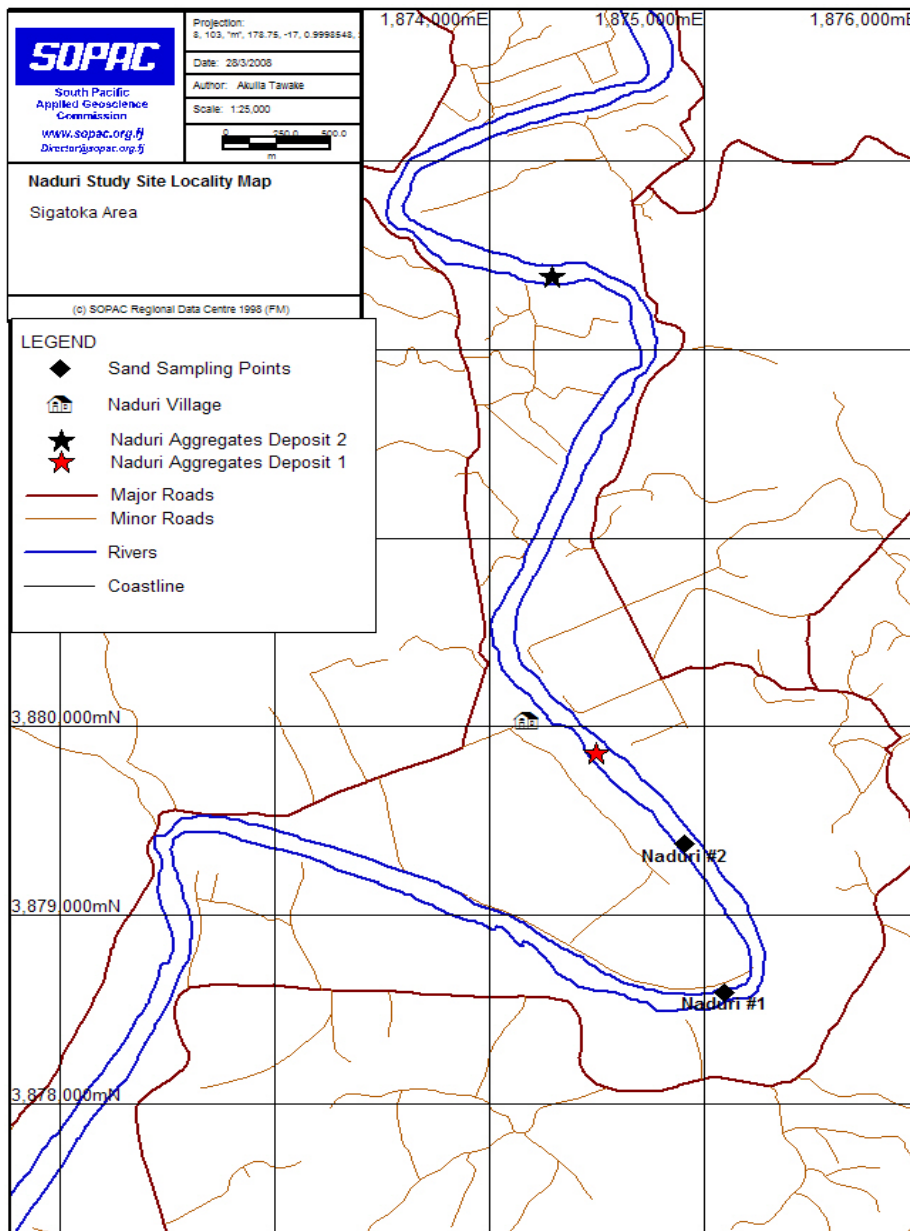 SOPAC
South Pacific
Applied Geoscience
Commission
www.sopac.org.fj
Director@sopac.org.fj
Projection:
8, 103, "m", 178.75, -17, 0.9998548,
Date: 28/3/2008
Author: Akuila Tawake
Scale: 1:25,000
0 250.0 500.0
m
Naduri Study Site Locality Map
Sigatoka Area
(c) SOPAC Regional Data Centre 1998 (FM)
LEGEND
Sand Sampling Points
Naduri Village
Naduri Aggregates Deposit 2
Naduri Aggregates Deposit 1
Major Roads
Minor Roads
Rivers
Coastline
1,874,000mE
1,875,000mE
1,876,000mE
3,880,000mN
Naduri #2
3,879,000mN
Naduri #1
3,878,000mN